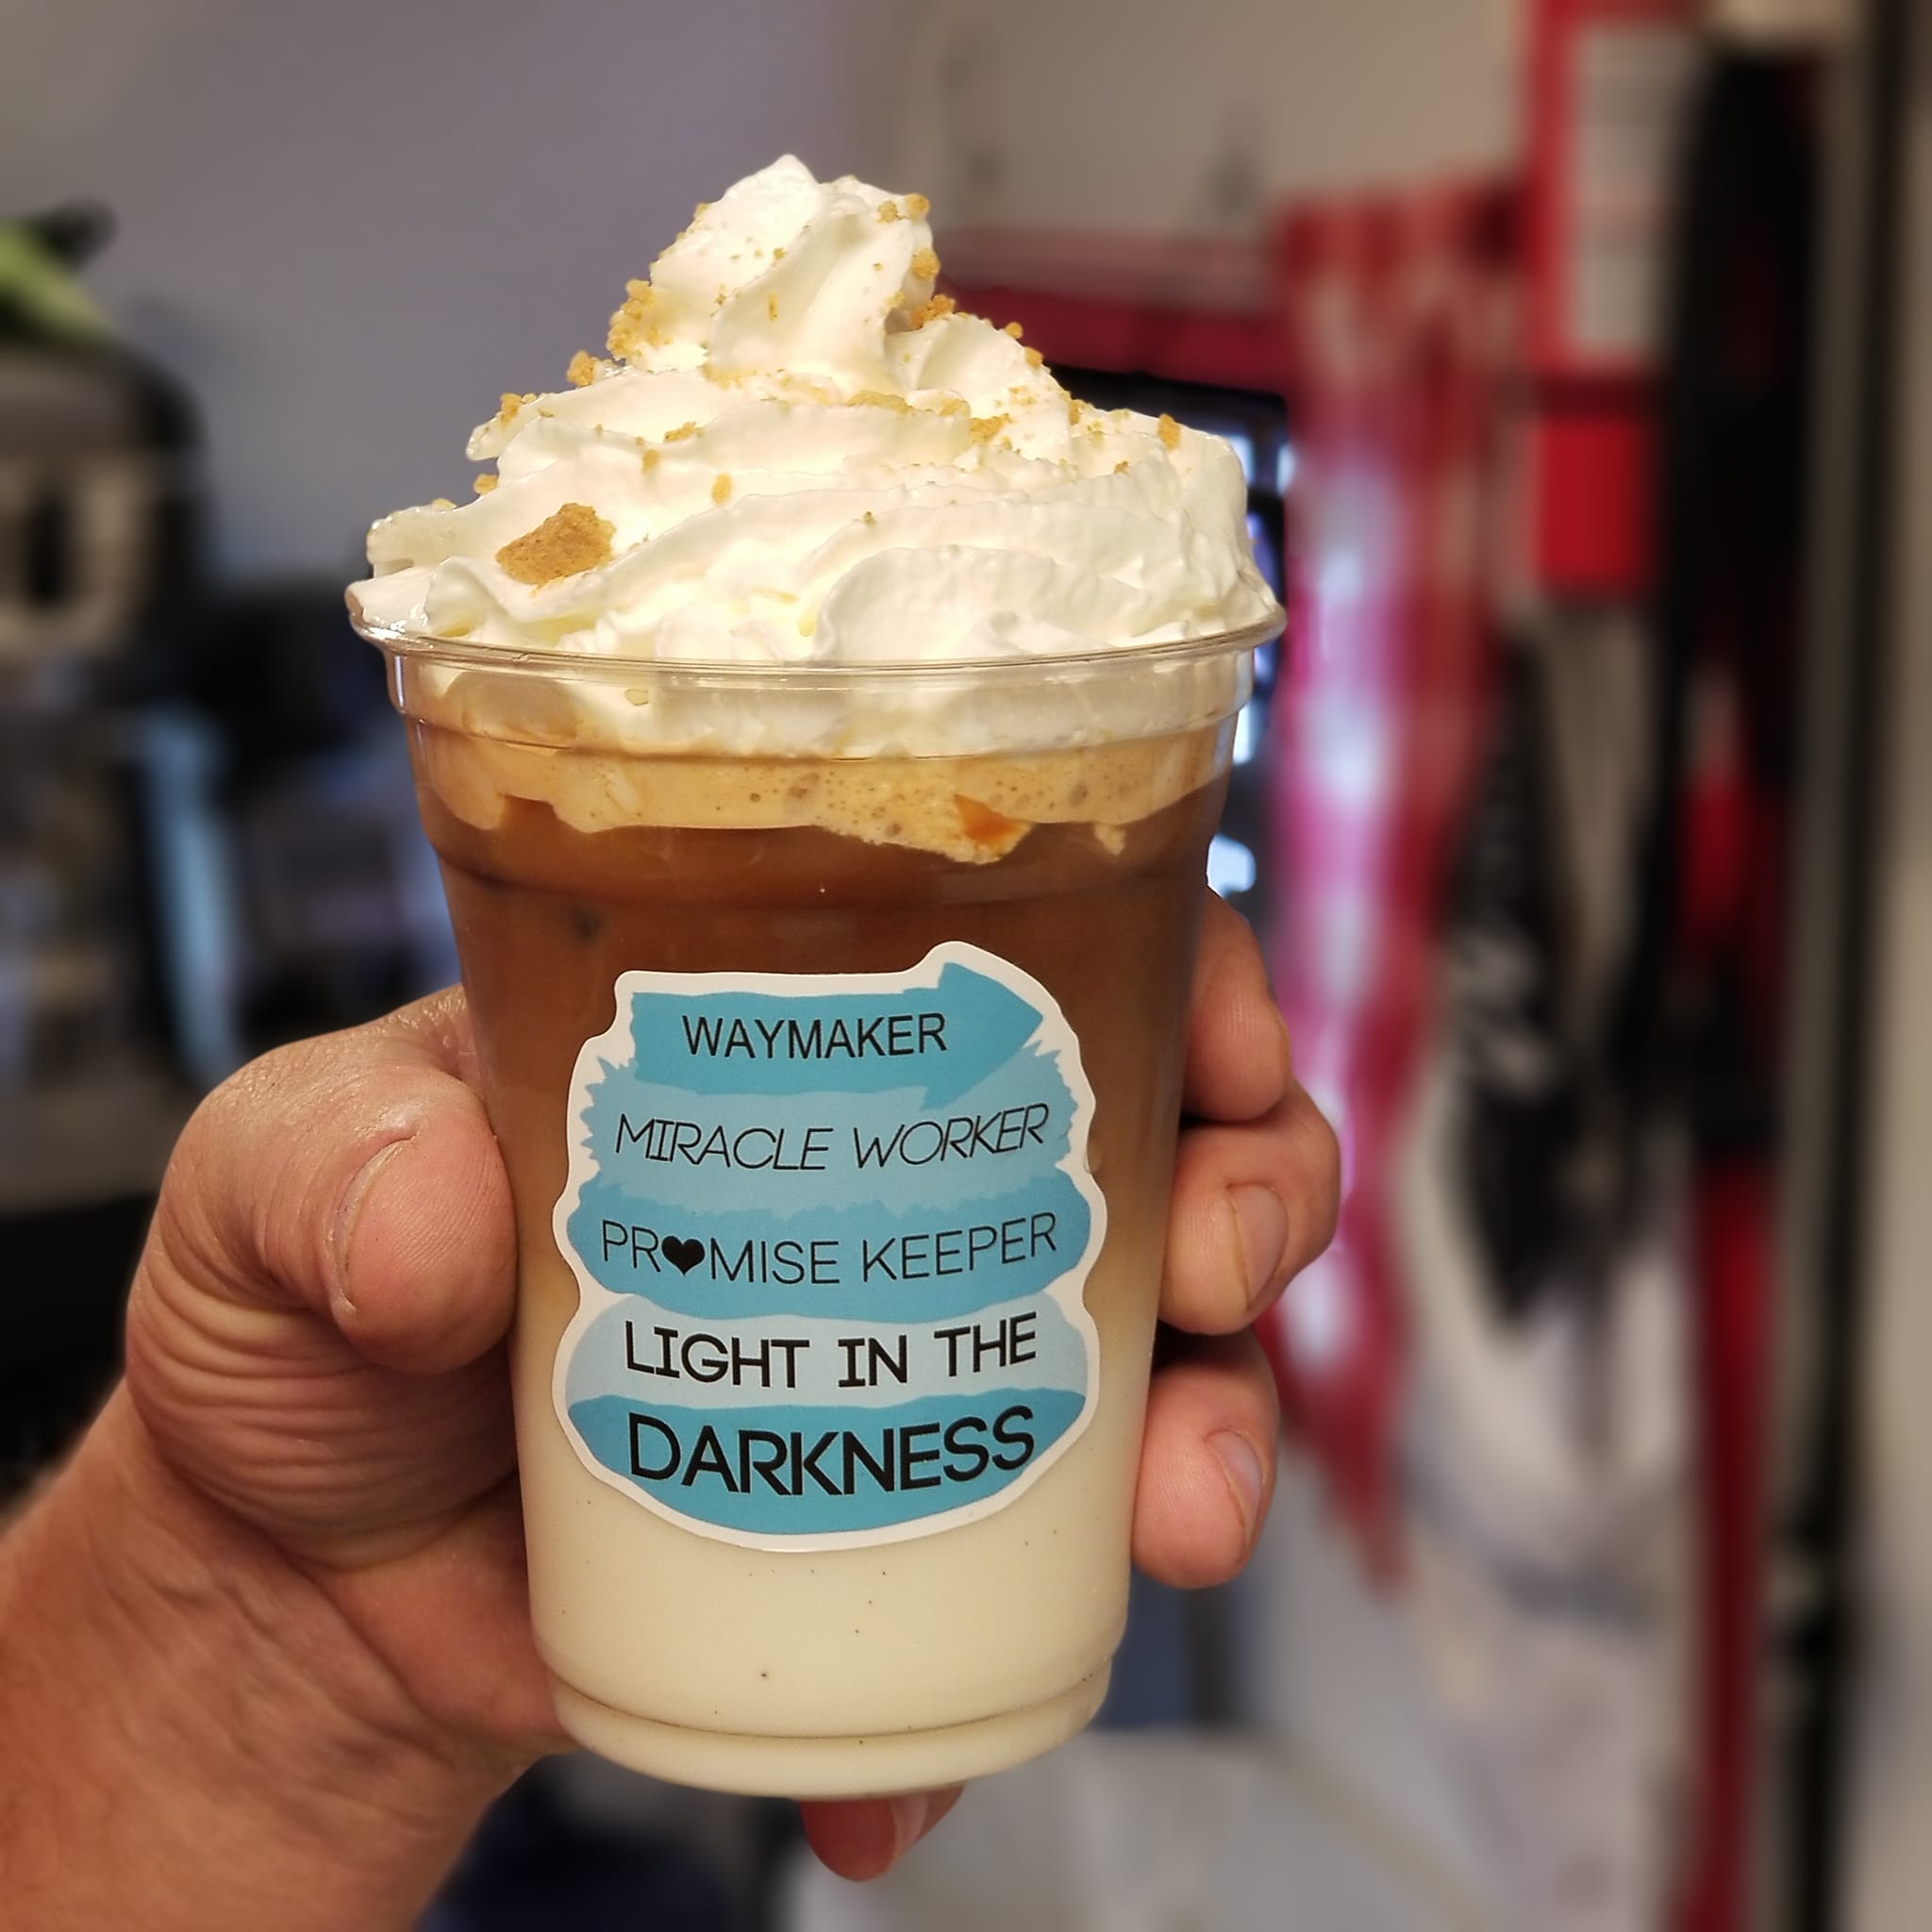 WAYMAKER
MIRACLE WORKER
PR♥MISE KEEPER
LIGHT IN THE
DARKNESS